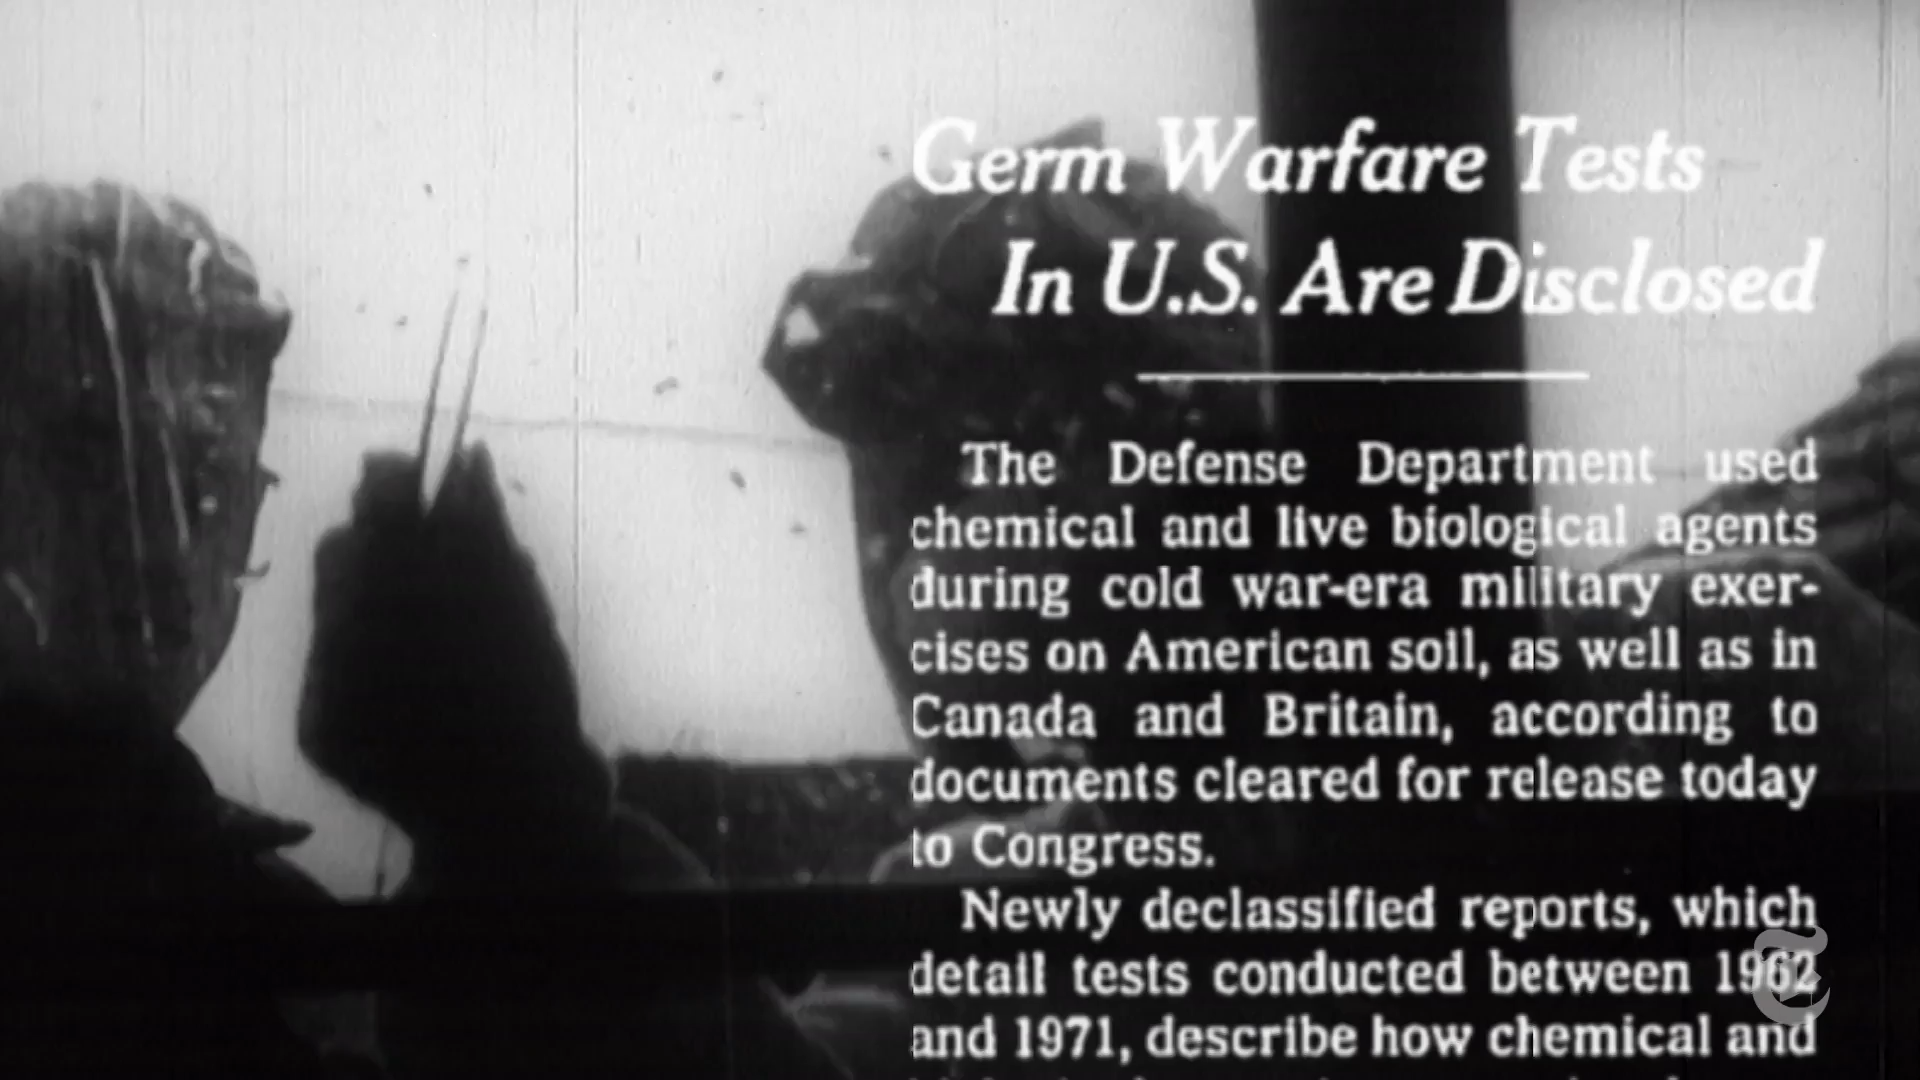 Germ Warfare Tests
In U.S. Are Disclosed
The Defense Department used
chemical and live biological agents
during cold war-era military exer-
cises on American soil, as well as in
Canada and Britain, according to
documents cleared for release today
to Congress.
Newly declassified reports, which
detail tests conducted between 1962
and 1971, describe how chemical and